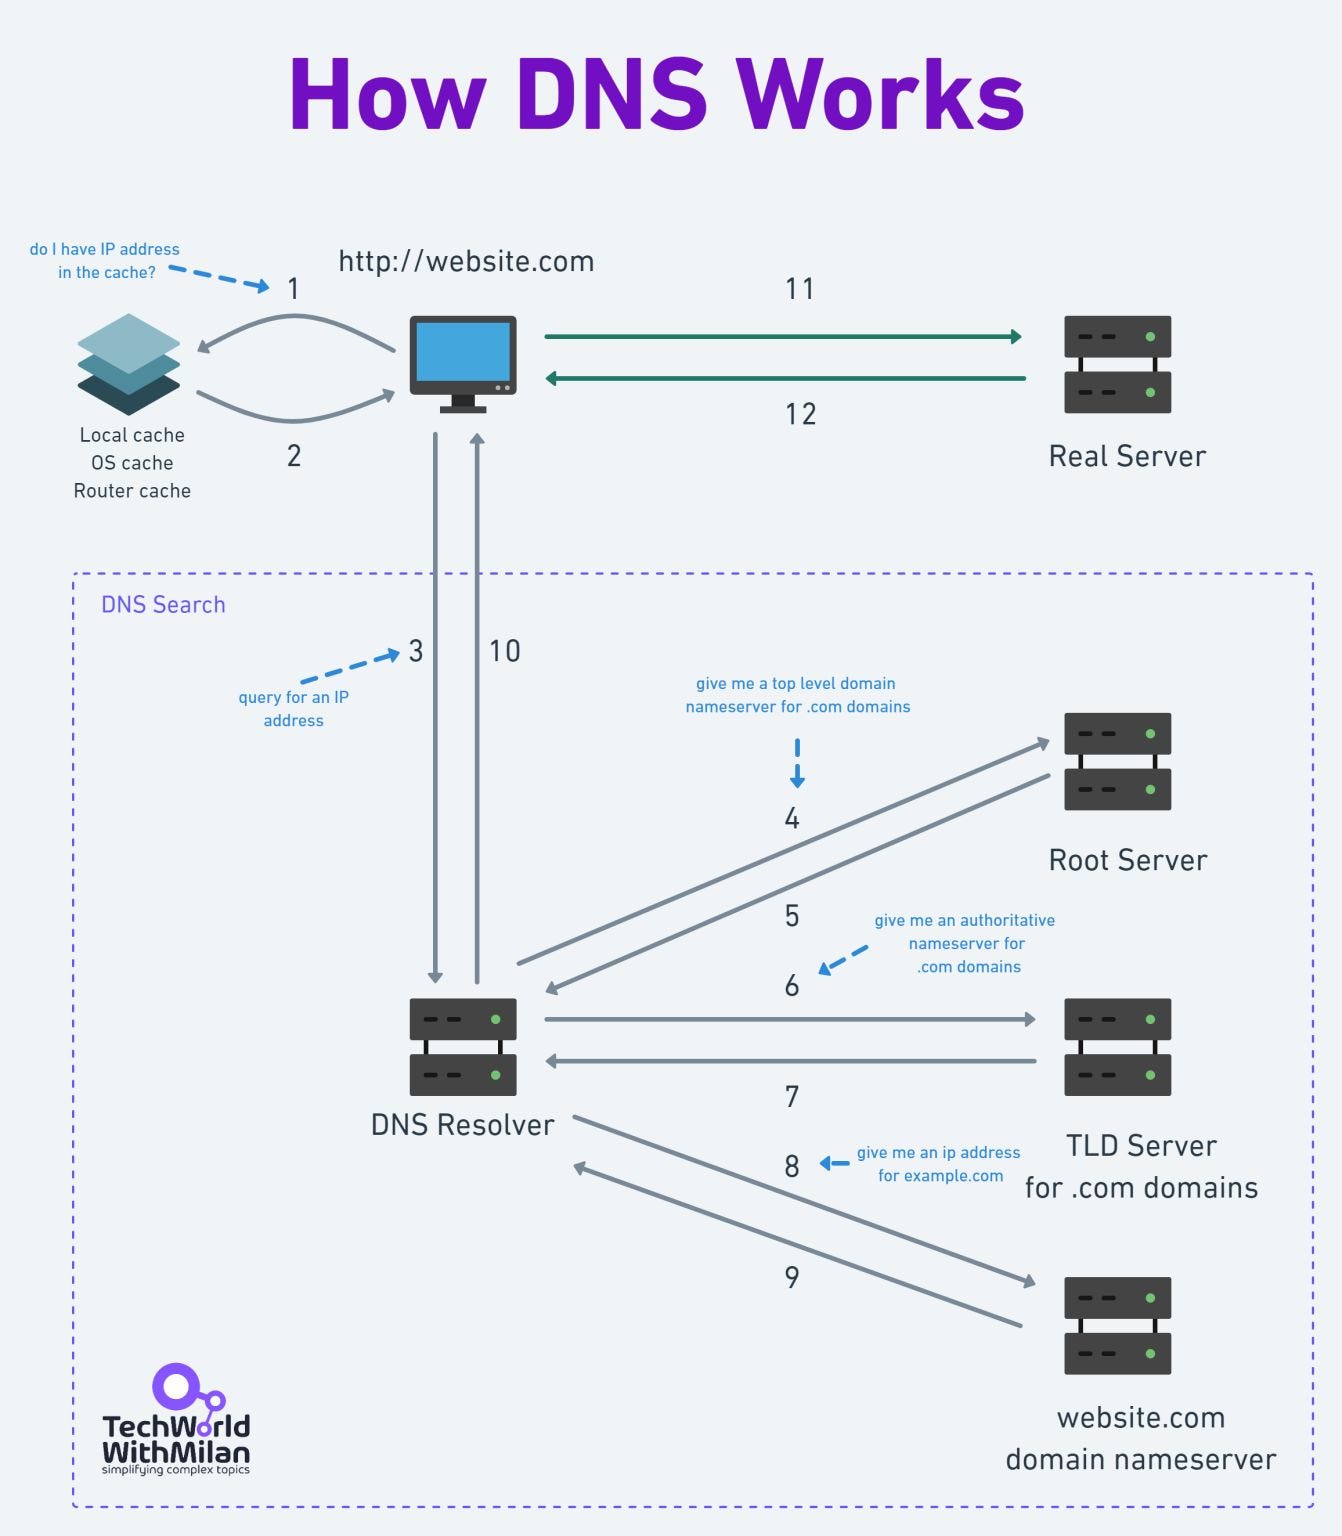 How DNS Works
do I have IP address
in the cache?
http://website.com
1
11
12
2
Local cache
OS cache
Router cache
Real Server
DNS Search
3
10
query for an IP
address
give me a top level domain
nameserver for .com domains
4
Root Server
5
give me an authoritative
nameserver for
.com domains
6
7
DNS Resolver
TLD Server
for .com domains
8
give me an ip address
for example.com
9
website.com
domain nameserver
TechWorld
WithMilan
simplifying complex topics